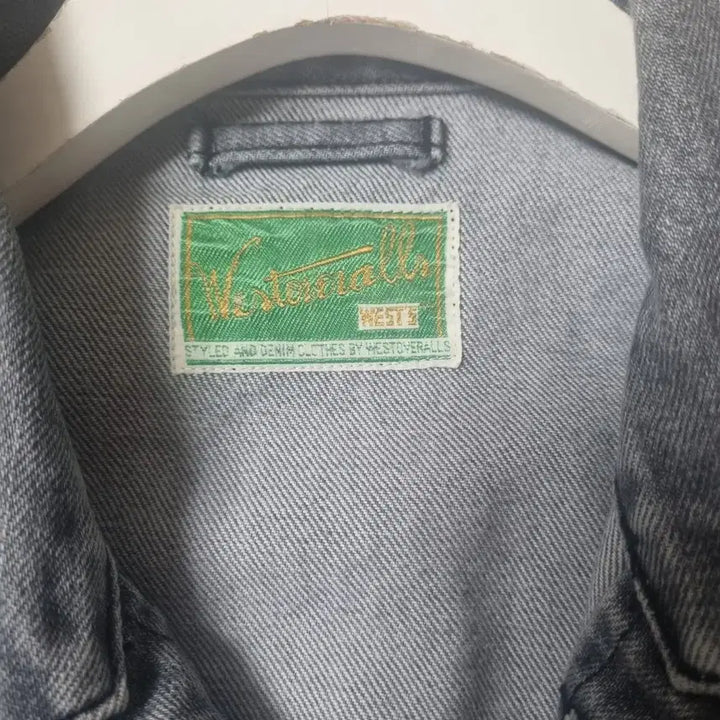 Westoveralls
WEST'S
STYLED AND DENIM CLOTHES BY WESTOVERALLS